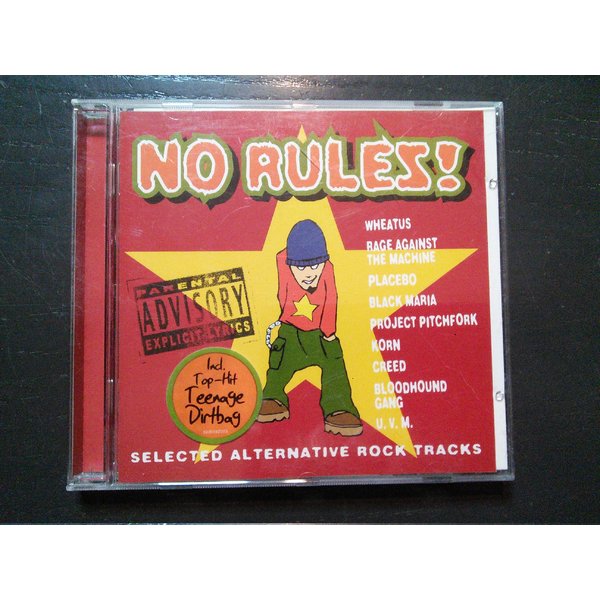 NO RULES!
WHEATUS
RAGE AGAINST
THE MACHINE
PLACEBO
BLACK MARIA
PROJECT PITCHFORK
KORN
CREED
BLOODHOUND
GANG
U.V.M.
PARENTAL
ADVISORY
EXPLICIT LYRICS
Incl.
Top-Hit
Teenage
Dirtbag
SELECTED ALTERNATIVE ROCK TRACKS